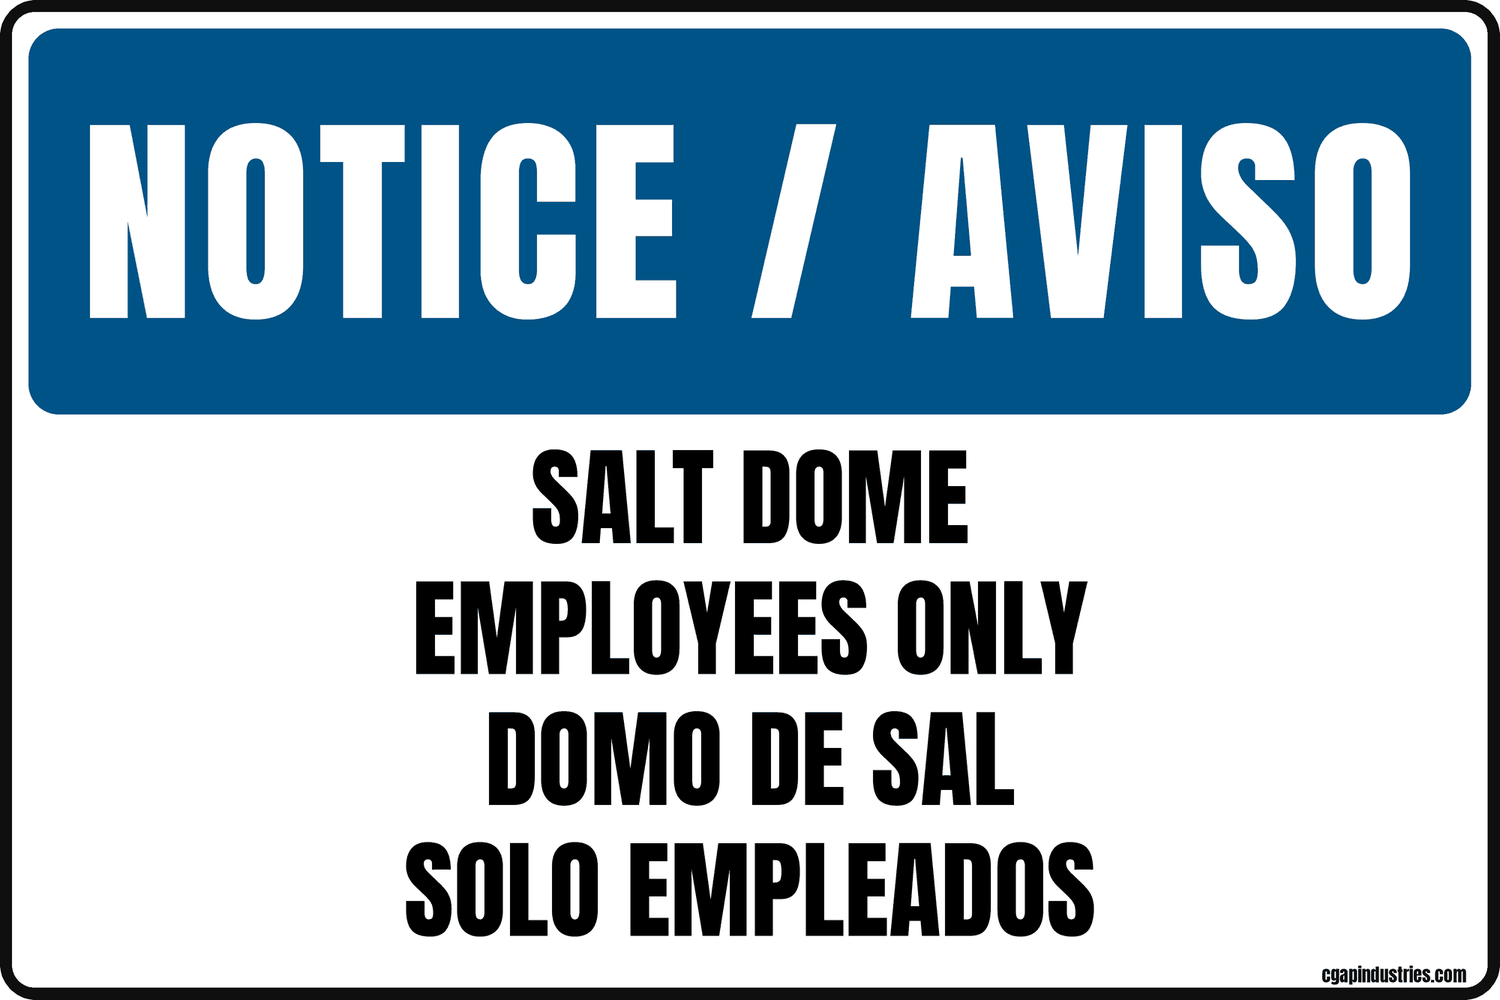 NOTICE / AVISO
SALT DOME
EMPLOYEES ONLY
DOMO DE SAL
SOLO EMPLEADOS
cgapindustries.com